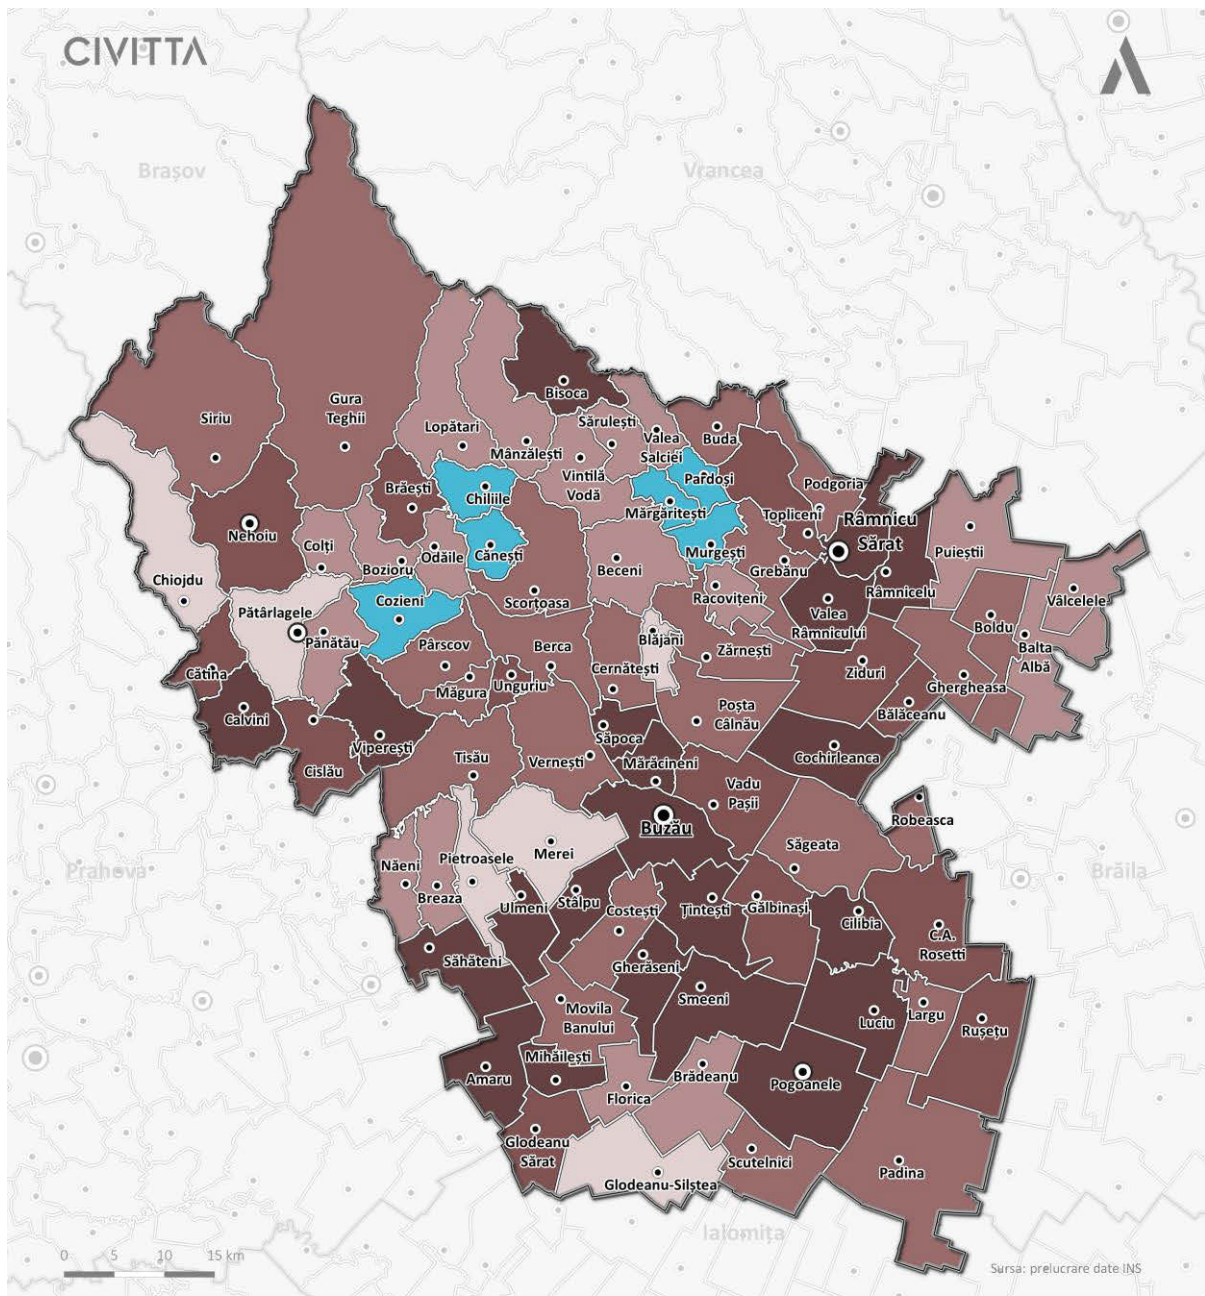 CIVITTA
Brașov
Vrancea
Bisoca
Gura
Teghii
Siriu
Lopătari
Sărulești
Mânzălești
Valea
Salciei
Buda
Vintilă
Vodă
Pardoși
Podgoria
Brăești
Chiliile
Mărgăritești
Topliceni
Râmnicu
Sărat
Nehoiu
Colți
Bozioru
Odăile
Cănești
Murgești
Puieștii
Beceni
Grebănu
Chiojdu
Cozieni
Scorțoasa
Racovițeni
Râmnicelu
Vâlcelele
Pătârlagele
Pănătău
Valea
Râmnicului
Boldu
Balta
Albă
Blăjani
Pârscov
Berca
Cernătești
Zărnești
Ziduri
Cătina
Măgura
Unguriu
Ghergheasa
Calvini
Poșta
Câlnău
Bălăceanu
Viperești
Săpoca
Cislău
Tisău
Vernești
Mărăcineni
Cochirleanca
Vadu
Pașii
Robeasca
Buzău
Săgeata
Prahova
Brăila
Năeni
Pietroasele
Merei
Breaza
Ulmeni
Stâlpu
Costești
Țintești
Gălbinași
Cilibia
C.A.
Rosetti
Săhăteni
Gherăseni
Smeeni
Movila
Banului
Luciu
Largu
Rușețu
Mihăilești
Amaru
Brădeanu
Pogoanele
Florica
Glodeanu
Sărat
Scutelnici
Padina
Glodeanu-Siliștea
Ialomița
0 5 10 15 km
Sursa: prelucrare date INS